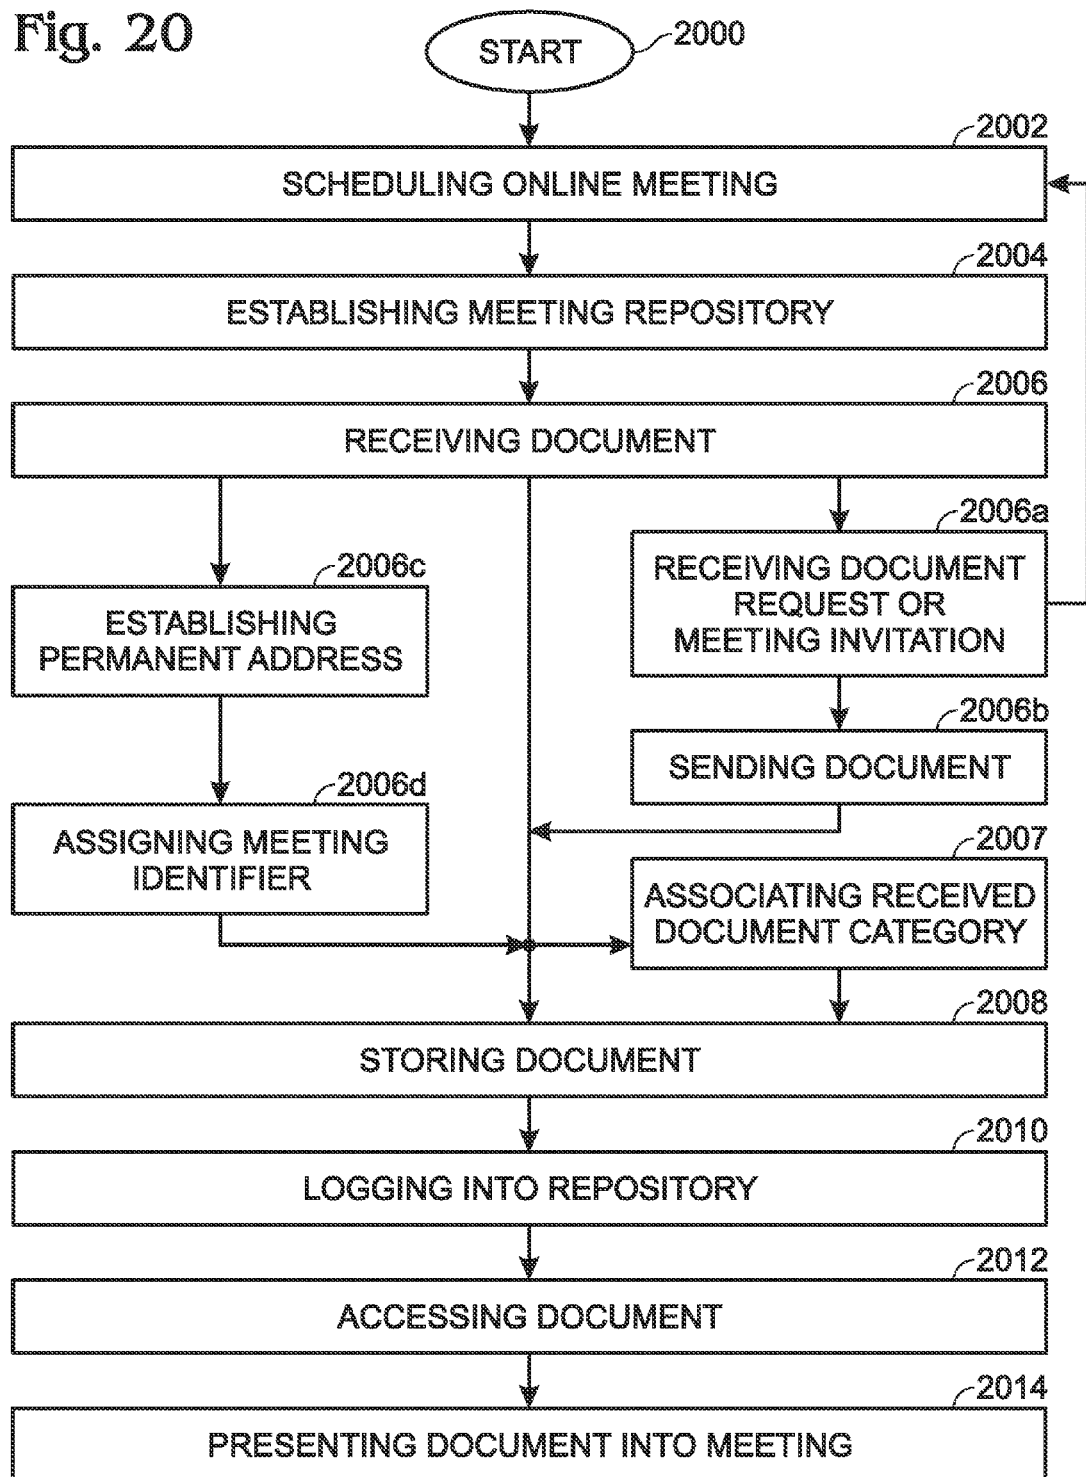 Fig. 20
START
2000
2002
SCHEDULING ONLINE MEETING
2004
ESTABLISHING MEETING REPOSITORY
2006
RECEIVING DOCUMENT
2006a
RECEIVING DOCUMENT
REQUEST OR
MEETING INVITATION
2006c
ESTABLISHING
PERMANENT ADDRESS
2006b
SENDING DOCUMENT
2006d
ASSIGNING MEETING
IDENTIFIER
2007
ASSOCIATING RECEIVED
DOCUMENT CATEGORY
2008
STORING DOCUMENT
2010
LOGGING INTO REPOSITORY
2012
ACCESSING DOCUMENT
2014
PRESENTING DOCUMENT INTO MEETING